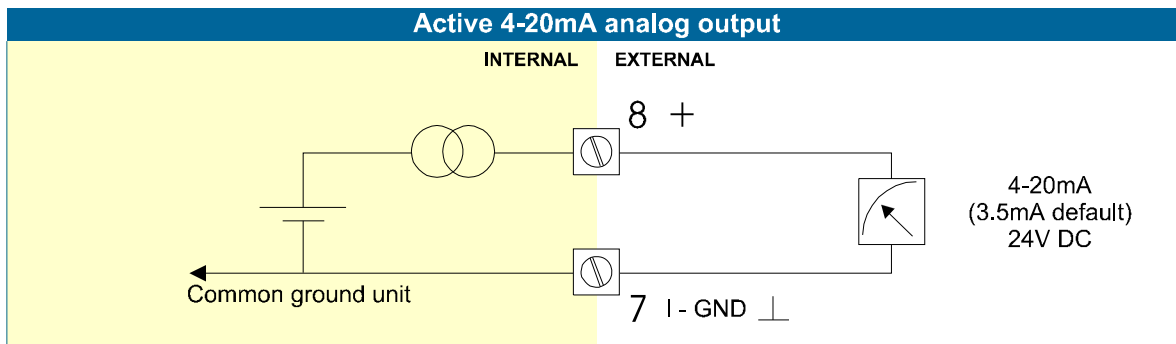 Active 4-20mA analog output
INTERNAL EXTERNAL
8 +
4-20mA
(3.5mA default)
24V DC
Common ground unit
7 I - GND ⊥